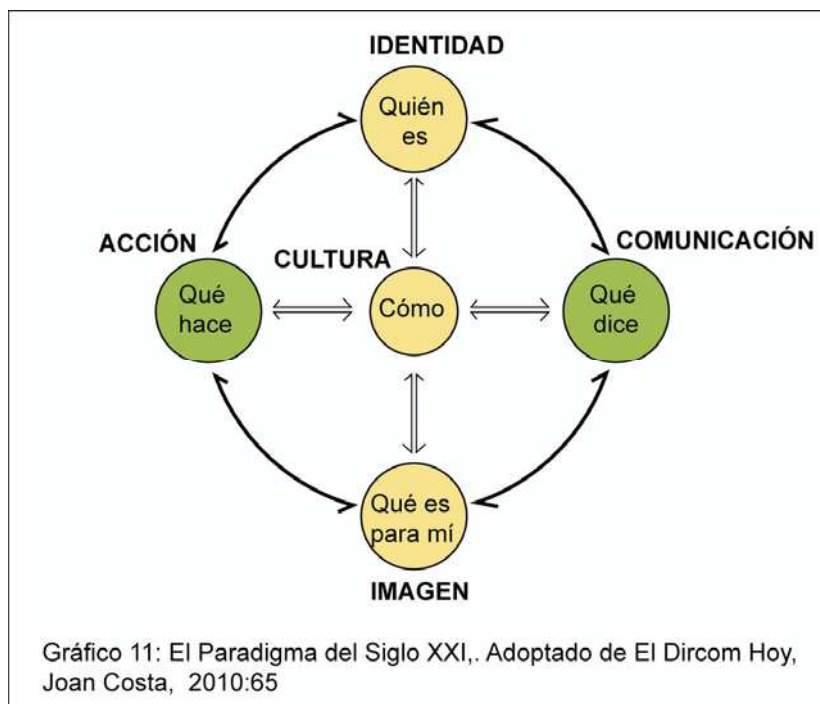 IDENTIDAD
Quién
es
ACCIÓN
COMUNICACIÓN
CULTURA
Qué
hace
Cómo
Qué
dice
Qué es
para mí
IMAGEN
Gráfico 11: El Paradigma del Siglo XXI,. Adoptado de El Dircom Hoy,
Joan Costa, 2010:65